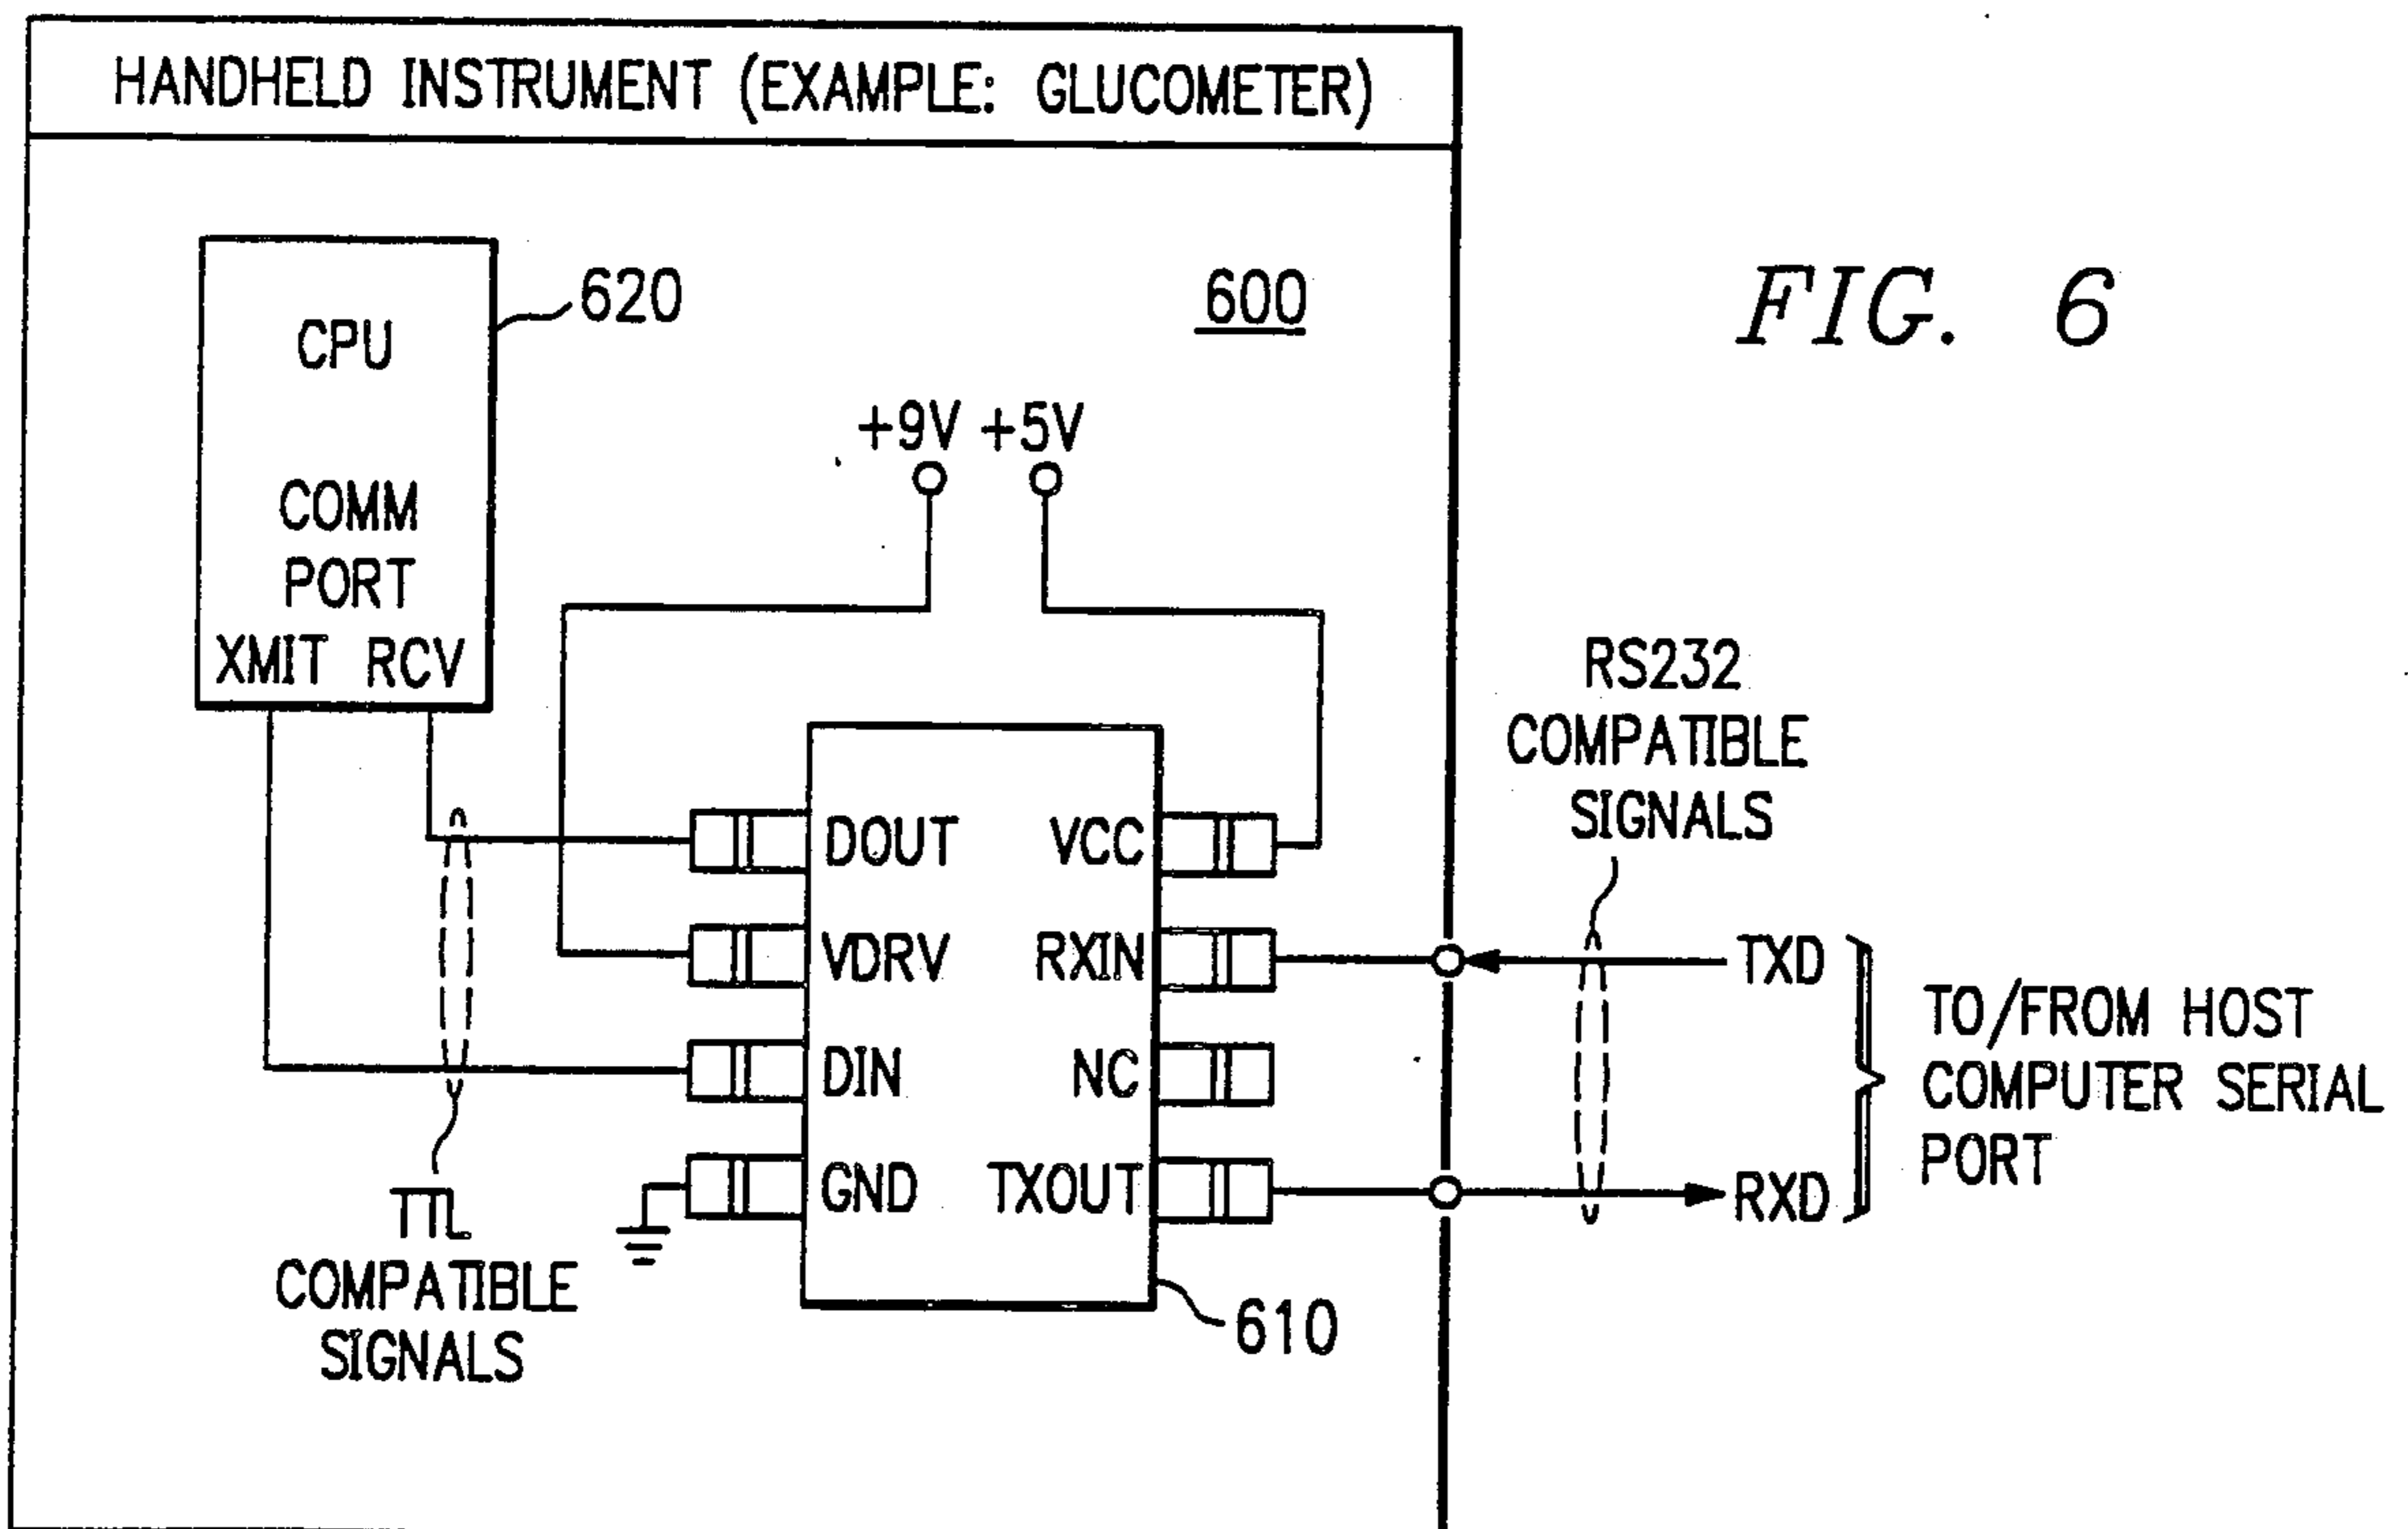 HANDHELD INSTRUMENT (EXAMPLE: GLUCOMETER)
620
600
FIG. 6
CPU
COMM
PORT
XMIT RCV
+9V +5V
RS232
COMPATIBLE
SIGNALS
DOUT
VCC
VDRV
RXIN
TXD
DIN
NC
TO/FROM HOST
COMPUTER SERIAL
PORT
GND
TXOUT
RXD
TTL
COMPATIBLE
SIGNALS
610